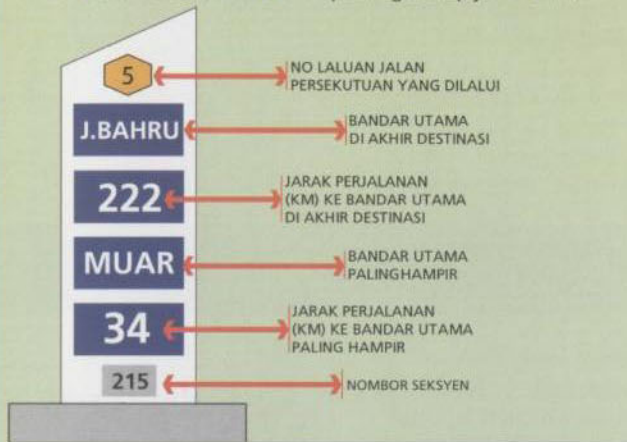 5
NO LALUAN JALAN
PERSEKUTUAN YANG DILALUI
J.BAHRU
BANDAR UTAMA
DI AKHIR DESTINASI
222
JARAK PERJALANAN
(KM) KE BANDAR UTAMA
DI AKHIR DESTINASI
MUAR
BANDAR UTAMA
PALINGHAMPIR
34
JARAK PERJALANAN
(KM) KE BANDAR UTAMA
PALING HAMPIR
215
NOMBOR SEKSYEN